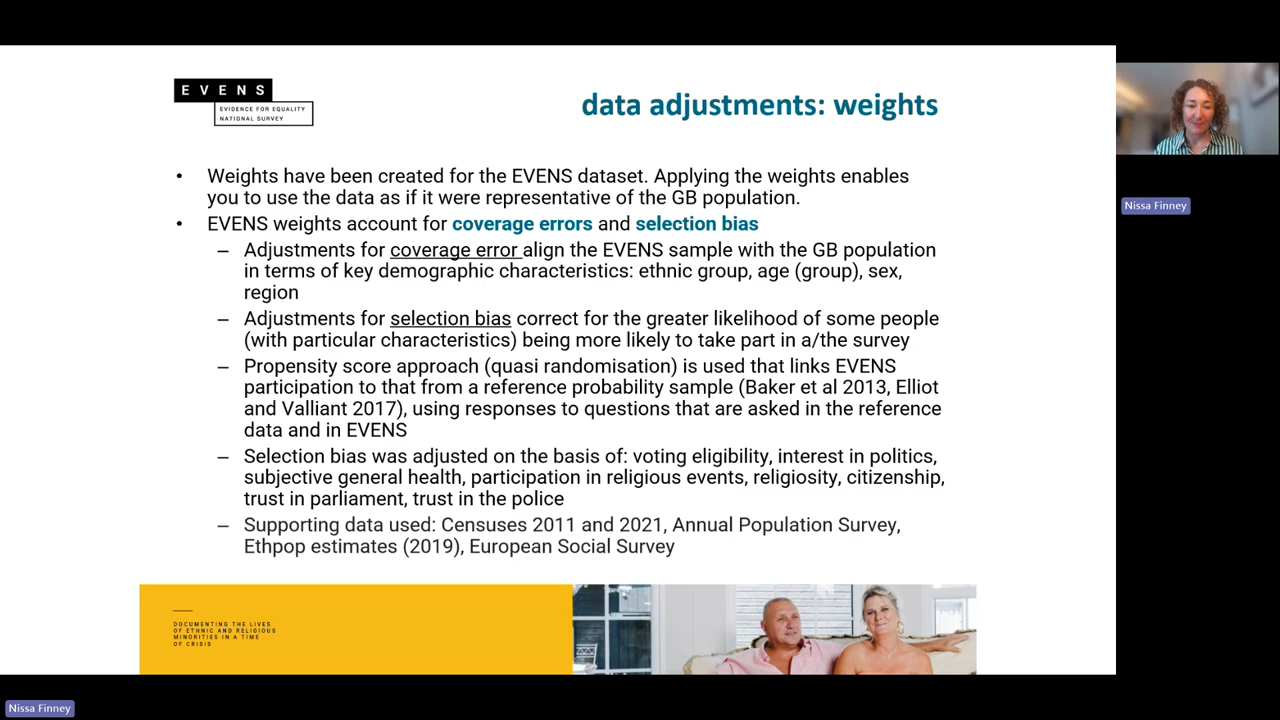 EVENS
EVIDENCE FOR EQUALITY
NATIONAL SURVEY
data adjustments: weights
• Weights have been created for the EVENS dataset. Applying the weights enables
you to use the data as if it were representative of the GB population.
• EVENS weights account for coverage errors and selection bias
– Adjustments for coverage error align the EVENS sample with the GB population
in terms of key demographic characteristics: ethnic group, age (group), sex,
region
– Adjustments for selection bias correct for the greater likelihood of some people
(with particular characteristics) being more likely to take part in a/the survey
– Propensity score approach (quasi randomisation) is used that links EVENS
participation to that from a reference probability sample (Baker et al 2013, Elliot
and Valliant 2017), using responses to questions that are asked in the reference
data and in EVENS
– Selection bias was adjusted on the basis of: voting eligibility, interest in politics,
subjective general health, participation in religious events, religiosity, citizenship,
trust in parliament, trust in the police
– Supporting data used: Censuses 2011 and 2021, Annual Population Survey,
Ethpop estimates (2019), European Social Survey
DOCUMENTING THE LIVES
OF ETHNIC AND RELIGIOUS
MINORITIES IN A TIME
OF CRISIS
Nissa Finney
Nissa Finney